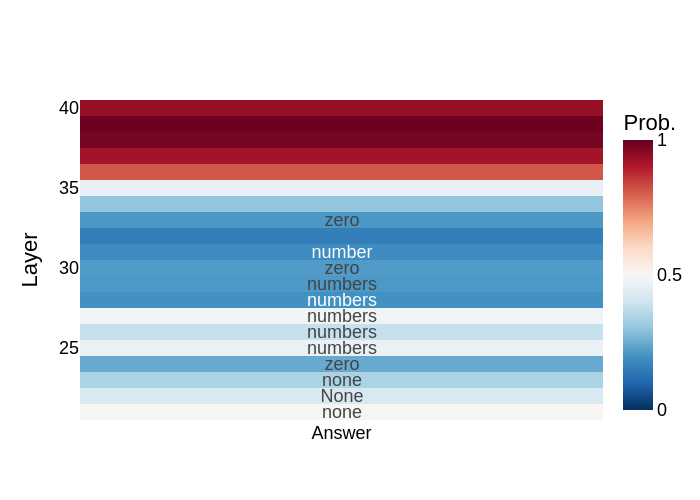 Prob.
40
1
35
zero
number
30
zero
0.5
Layer
numbers
numbers
numbers
numbers
25
numbers
zero
none
None
none
0
Answer